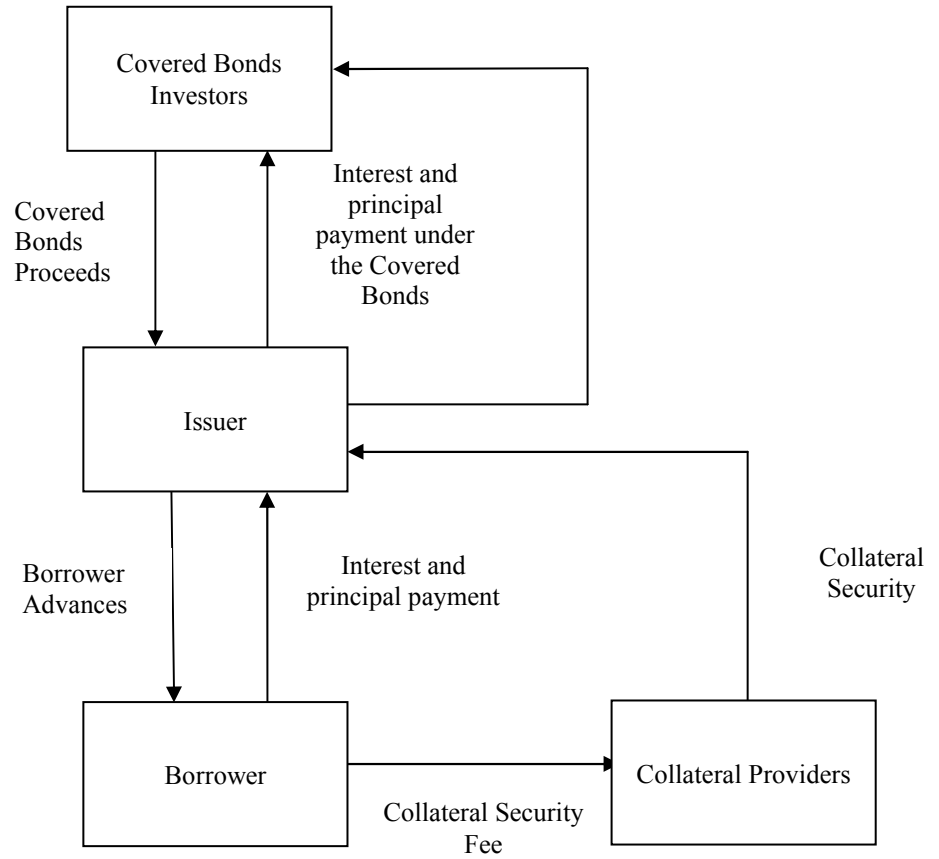 Covered Bonds
Investors
Covered
Bonds
Proceeds
Interest and
principal
payment under
the Covered
Bonds
Issuer
Borrower
Advances
Interest and
principal payment
Collateral
Security
Borrower
Collateral Providers
Collateral Security
Fee